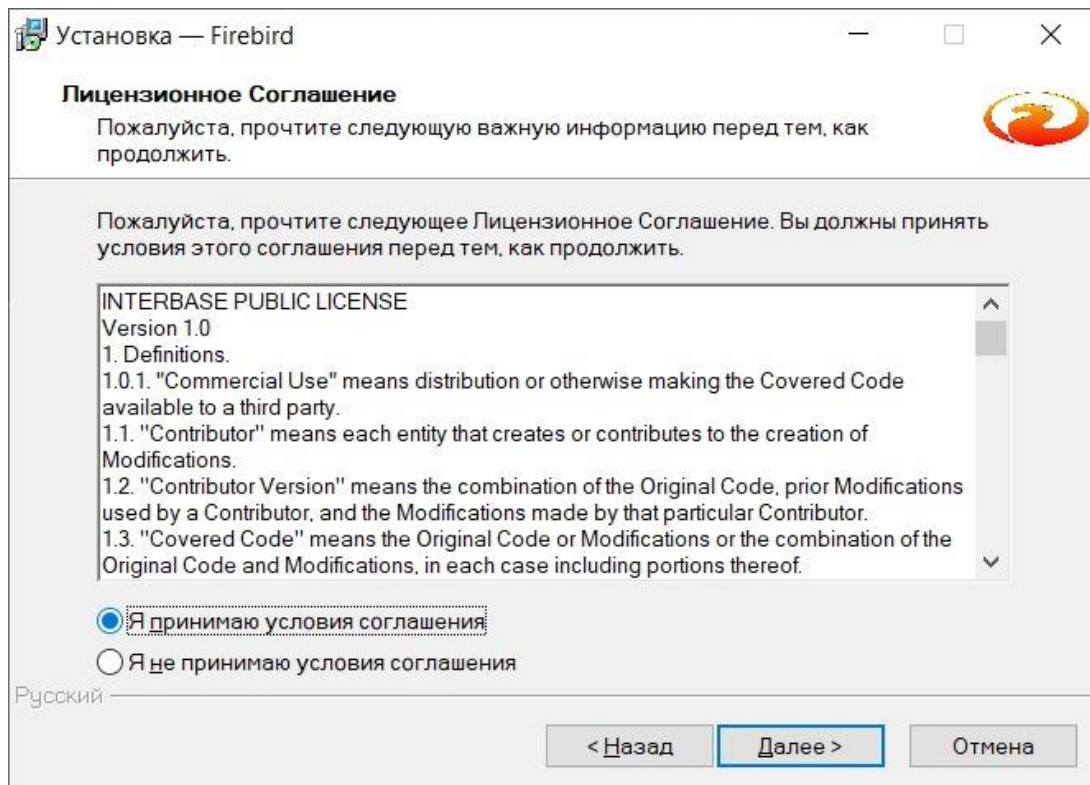 Установка — Firebird
Лицензионное Соглашение
Пожалуйста, прочтите следующую важную информацию перед тем, как
продолжить.
Пожалуйста, прочтите следующее Лицензионное Соглашение. Вы должны принять
условия этого соглашения перед тем, как продолжить.
INTERBASE PUBLIC LICENSE
Version 1.0
1. Definitions.
1.0.1. "Commercial Use" means distribution or otherwise making the Covered Code
available to a third party.
1.1. "Contributor" means each entity that creates or contributes to the creation of
Modifications.
1.2. "Contributor Version" means the combination of the Original Code, prior Modifications
used by a Contributor, and the Modifications made by that particular Contributor.
1.3. "Covered Code" means the Original Code or Modifications or the combination of the
Original Code and Modifications, in each case including portions thereof.
Я принимаю условия соглашения
Я не принимаю условия соглашения
Русский
< Назад Далее > Отмена